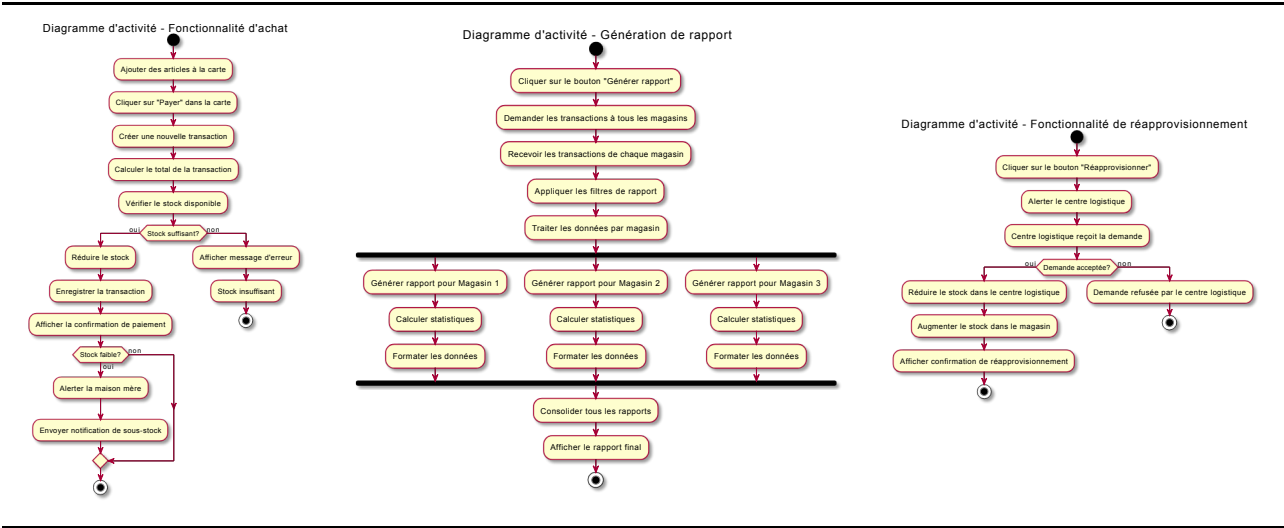 Diagramme d'activité - Fonctionnalité d'achat
Ajouter des articles à la carte
Cliquer sur "Payer" dans la carte
Créer une nouvelle transaction
Calculer le total de la transaction
Vérifier le stock disponible
oui
Stock suffisant?
non
Réduire le stock
Enregistrer la transaction
Afficher la confirmation de paiement
Stock faible?
non
oui
Alerter la maison mère
Envoyer notification de sous-stock
Afficher message d'erreur
Stock insuffisant
Diagramme d'activité - Génération de rapport
Cliquer sur le bouton "Générer rapport"
Demander les transactions à tous les magasins
Recevoir les transactions de chaque magasin
Appliquer les filtres de rapport
Traiter les données par magasin
Générer rapport pour Magasin 1
Calculer statistiques
Formater les données
Générer rapport pour Magasin 2
Calculer statistiques
Formater les données
Générer rapport pour Magasin 3
Calculer statistiques
Formater les données
Consolider tous les rapports
Afficher le rapport final
Diagramme d'activité - Fonctionnalité de réapprovisionnement
Cliquer sur le bouton "Réapprovisionner"
Alerter le centre logistique
Centre logistique reçoit la demande
oui
Demande acceptée?
non
Réduire le stock dans le centre logistique
Augmenter le stock dans le magasin
Afficher confirmation de réapprovisionnement
Demande refusée par le centre logistique